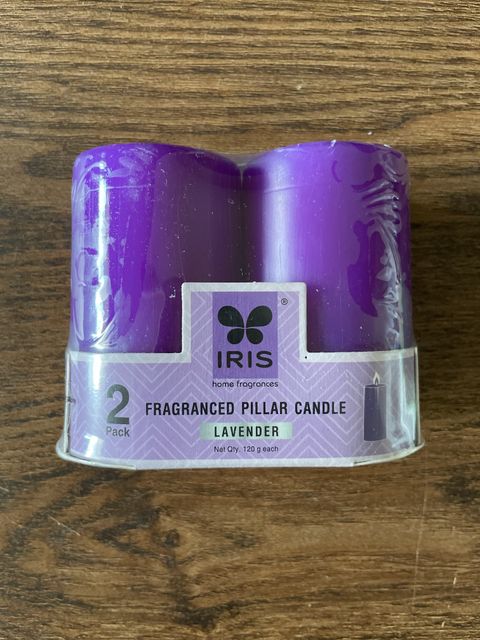 ®
IRIS
home fragrances
2
Pack
FRAGRANCED PILLAR CANDLE
LAVENDER
Net Qty. 120 g each